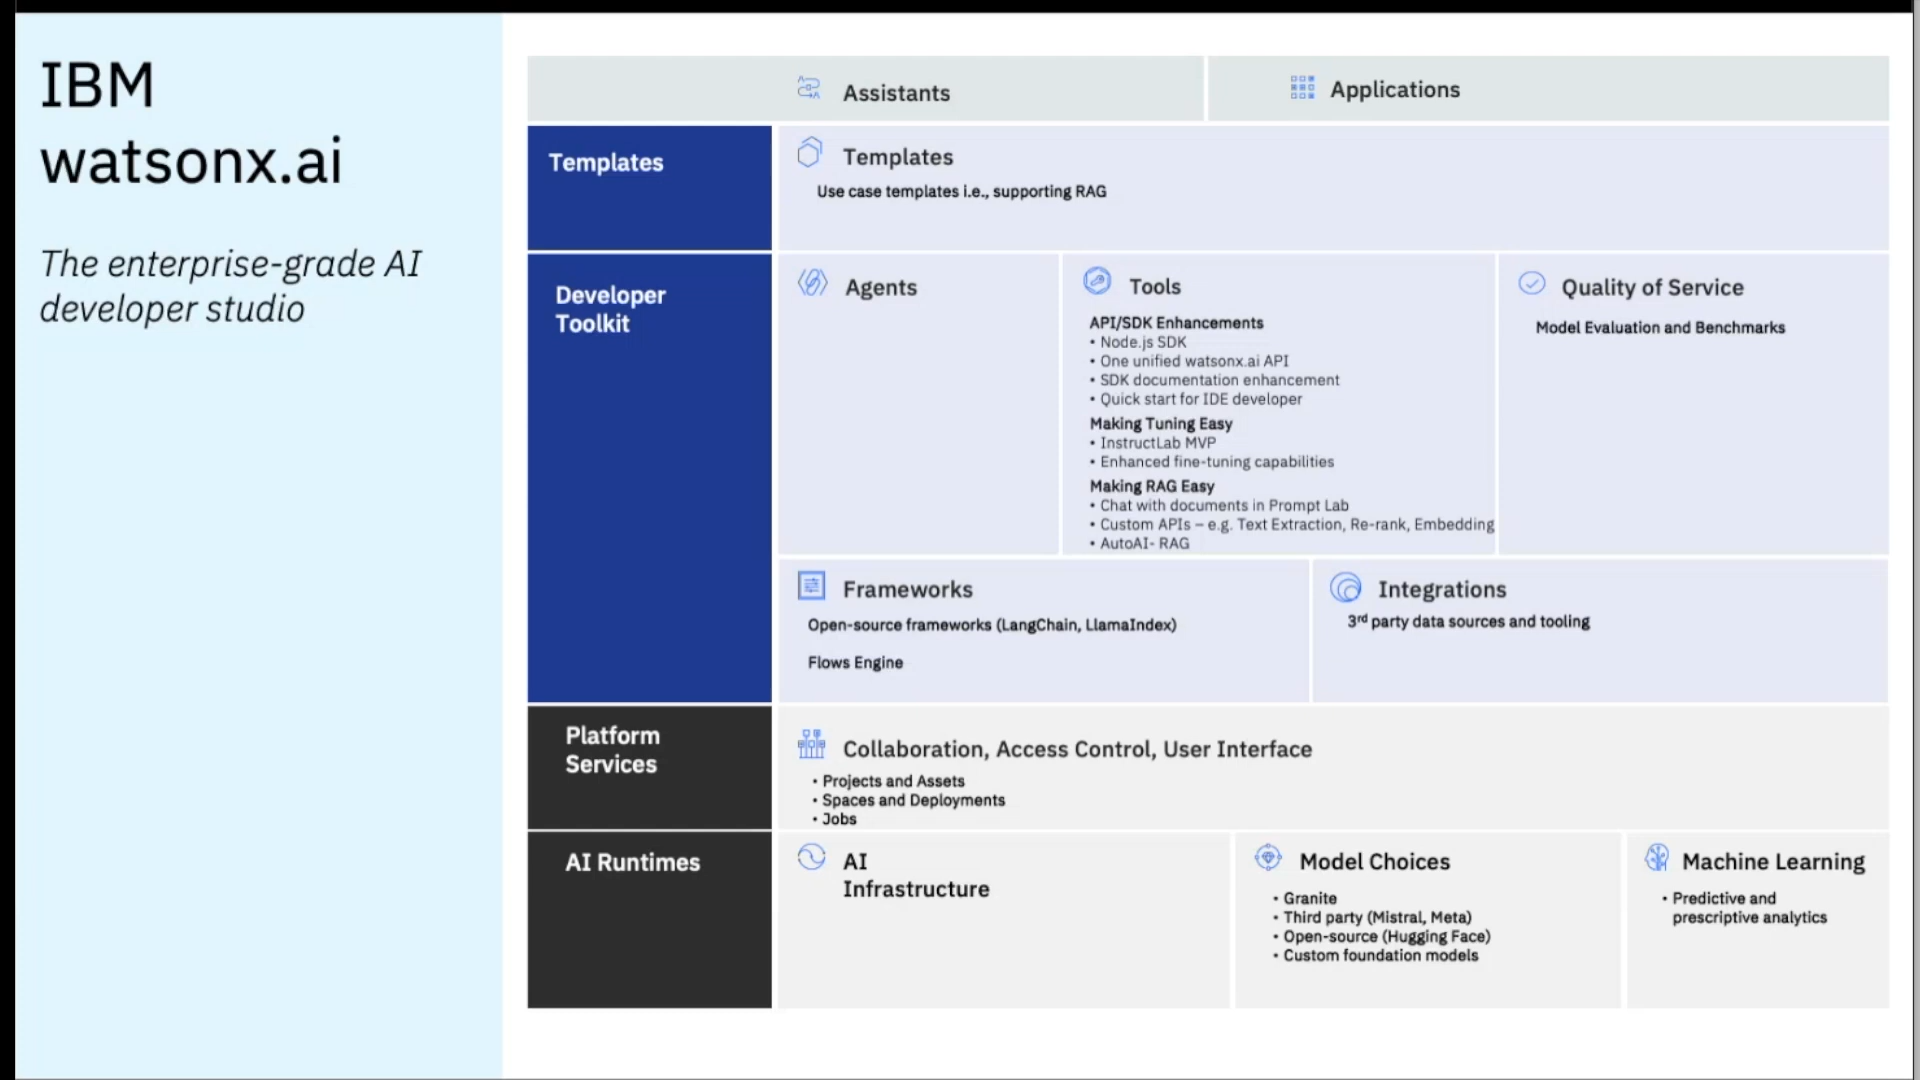 IBM
watsonx.ai
The enterprise-grade AI
developer studio
Assistants
Applications
Templates
Templates
Use case templates i.e., supporting RAG
Developer
Toolkit
Agents
Tools
API/SDK Enhancements
• Node.js SDK
• One unified watsonx.ai API
• SDK documentation enhancement
• Quick start for IDE developer
Making Tuning Easy
• InstructLab MVP
• Enhanced fine-tuning capabilities
Making RAG Easy
• Chat with documents in Prompt Lab
• Custom APIs – e.g. Text Extraction, Re-rank, Embedding
• AutoAI- RAG
Quality of Service
Model Evaluation and Benchmarks
Frameworks
Open-source frameworks (LangChain, LlamaIndex)
Flows Engine
Integrations
3rd party data sources and tooling
Platform
Services
Collaboration, Access Control, User Interface
• Projects and Assets
• Spaces and Deployments
• Jobs
AI Runtimes
AI
Infrastructure
Model Choices
• Granite
• Third party (Mistral, Meta)
• Open-source (Hugging Face)
• Custom foundation models
Machine Learning
• Predictive and
prescriptive analytics